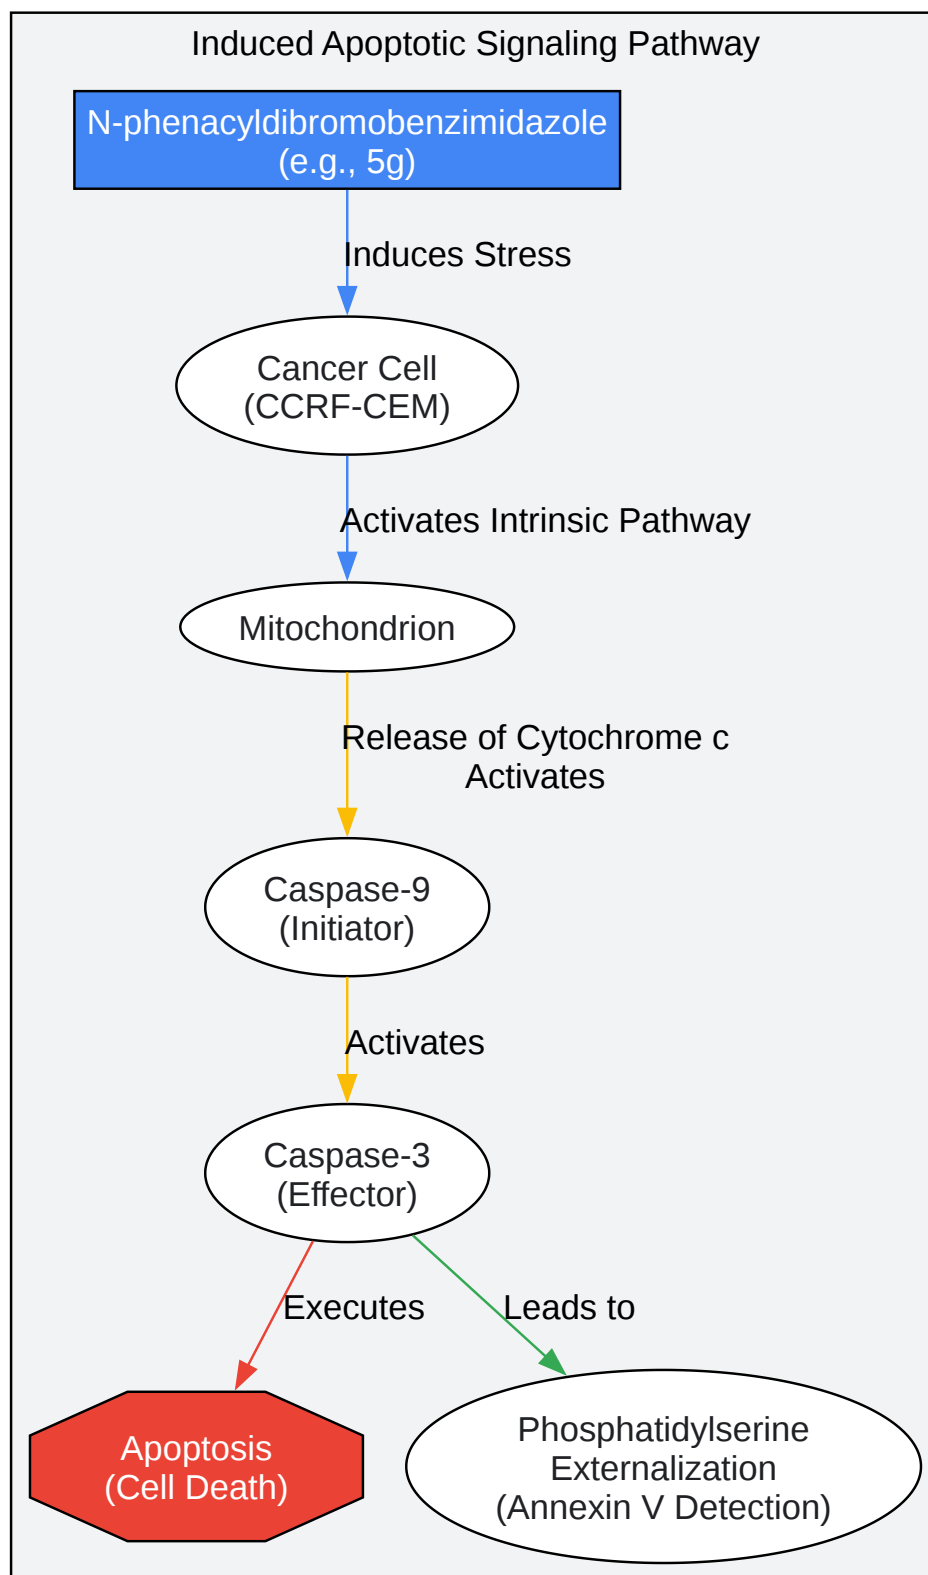 Induced Apoptotic Signaling Pathway
N-phenacyldibromobenzimidazole
(e.g., 5g)
Induces Stress
Cancer Cell
(CCRF-CEM)
Activates Intrinsic Pathway
Mitochondrion
Release of Cytochrome c
Activates
Caspase-9
(Initiator)
Activates
Caspase-3
(Effector)
Executes
Leads to
Apoptosis
(Cell Death)
Phosphatidylserine
Externalization
(Annexin V Detection)